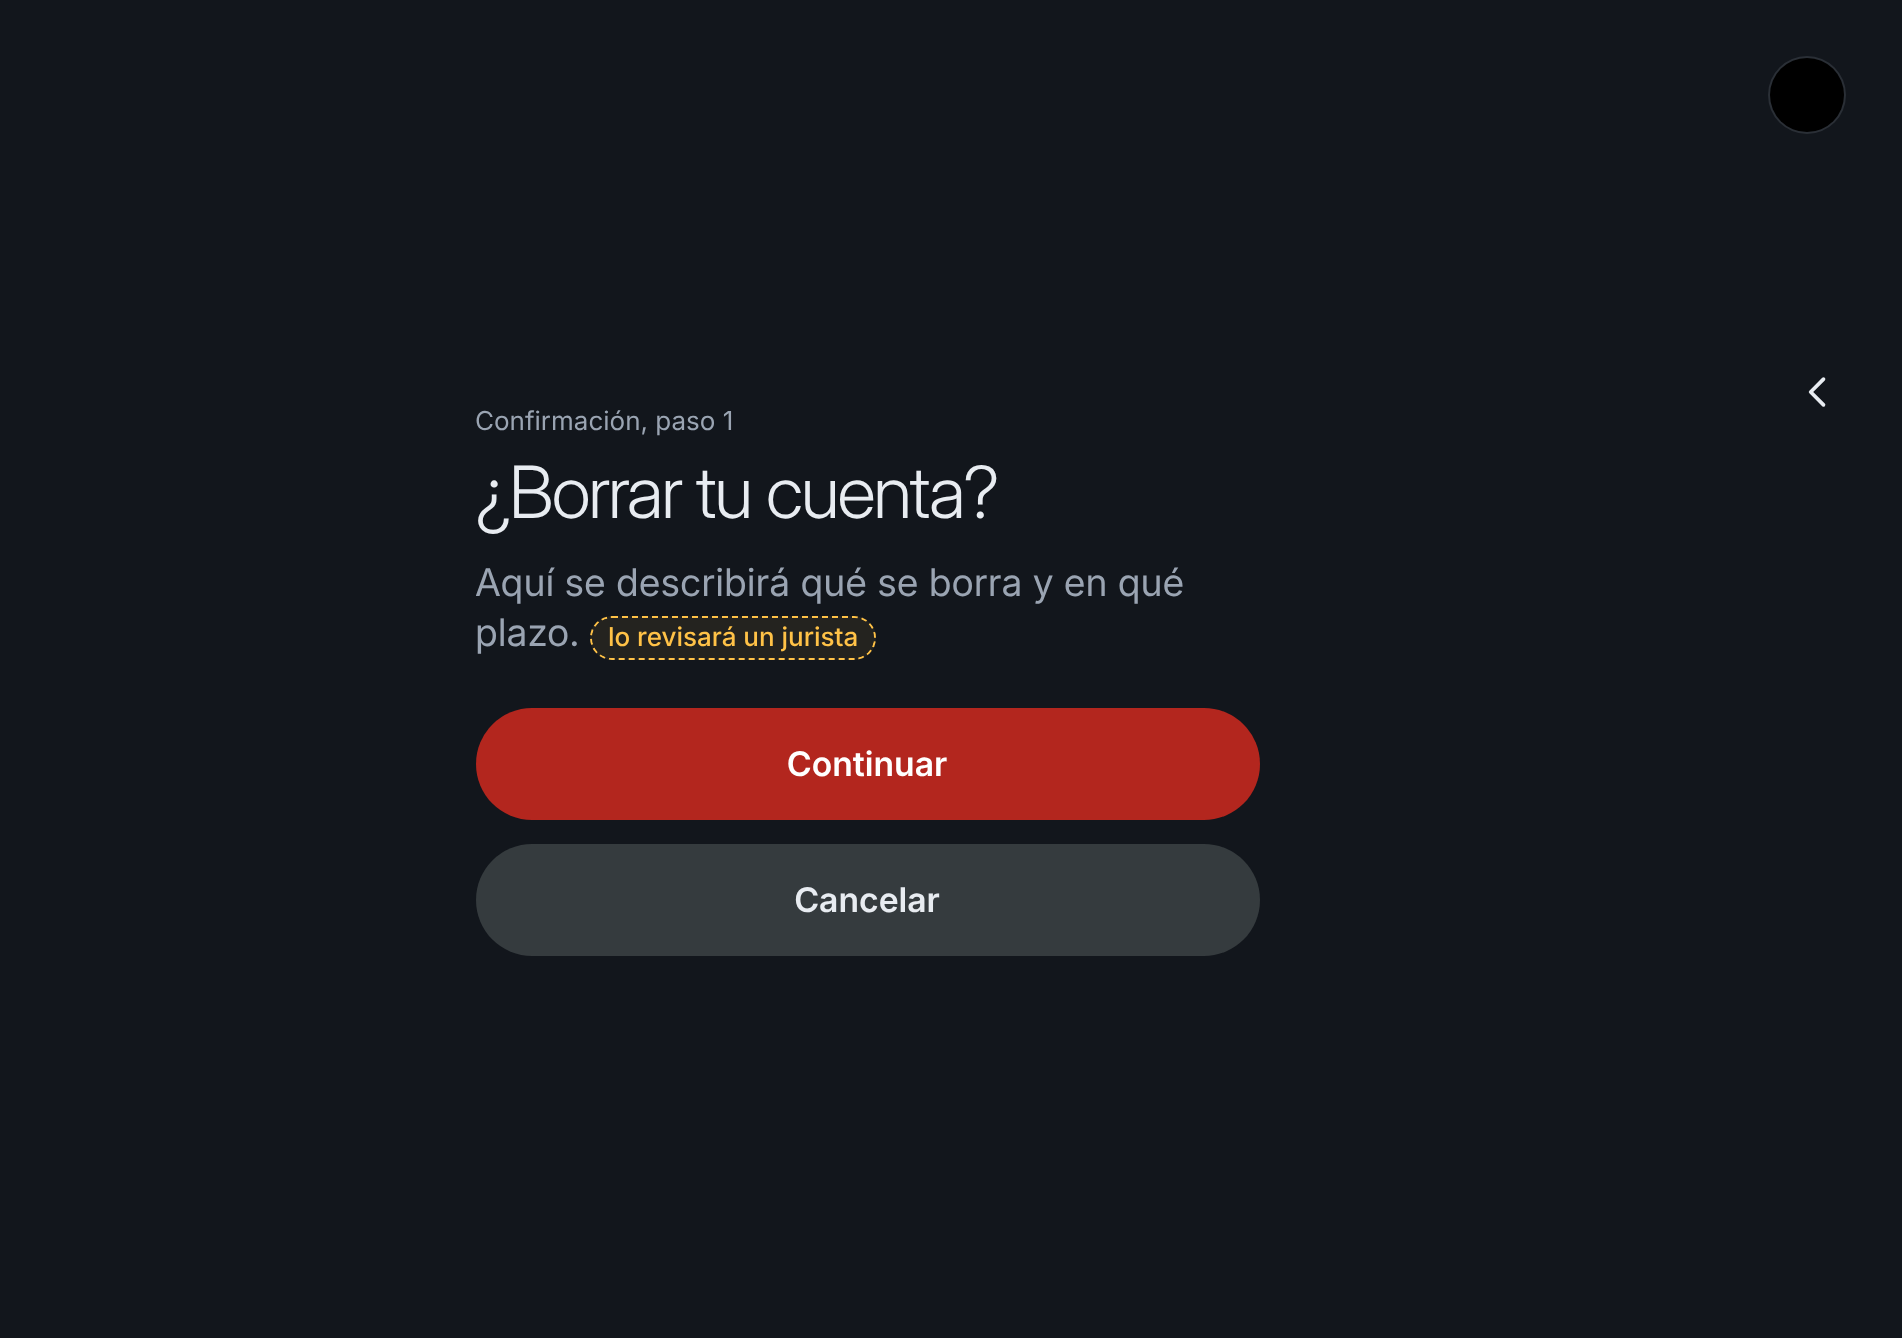 Confirmación, paso 1
¿Borrar tu cuenta?
Aquí se describirá qué se borra y en qué
plazo. lo revisará un jurista
Continuar
Cancelar